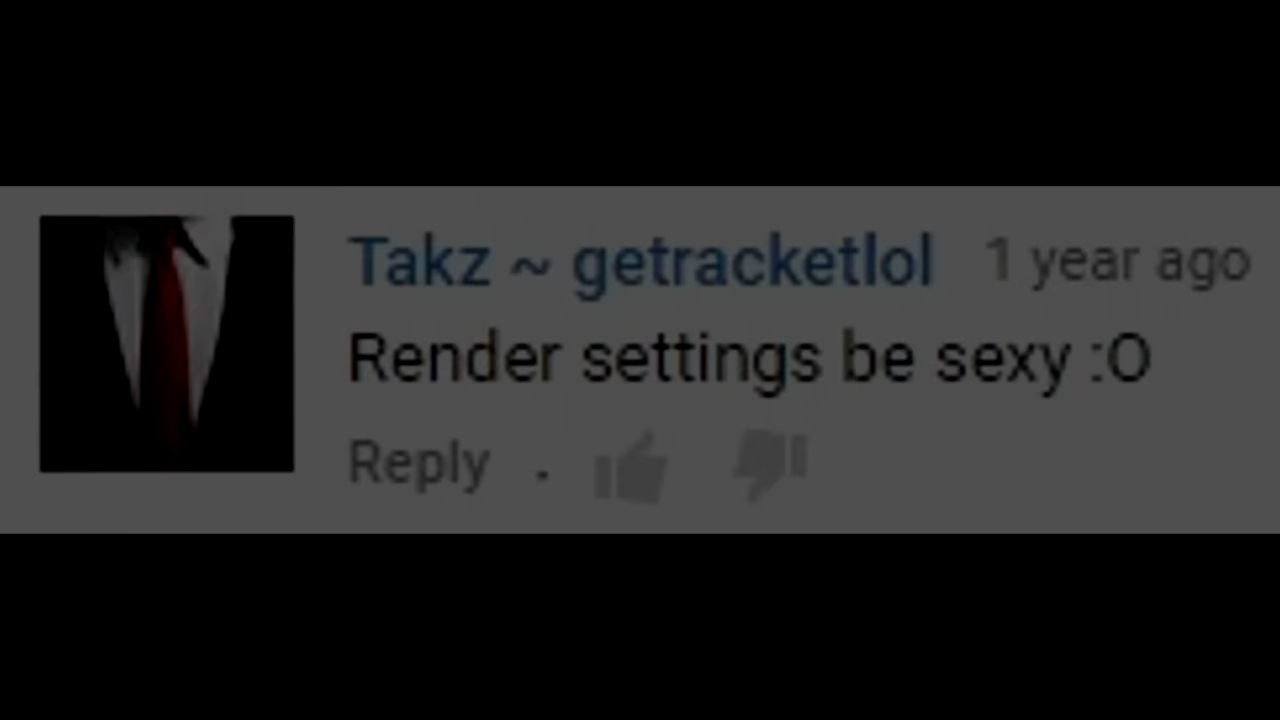 Takz ~ getracketlol 1 year ago
Render settings be sexy :O
Reply .